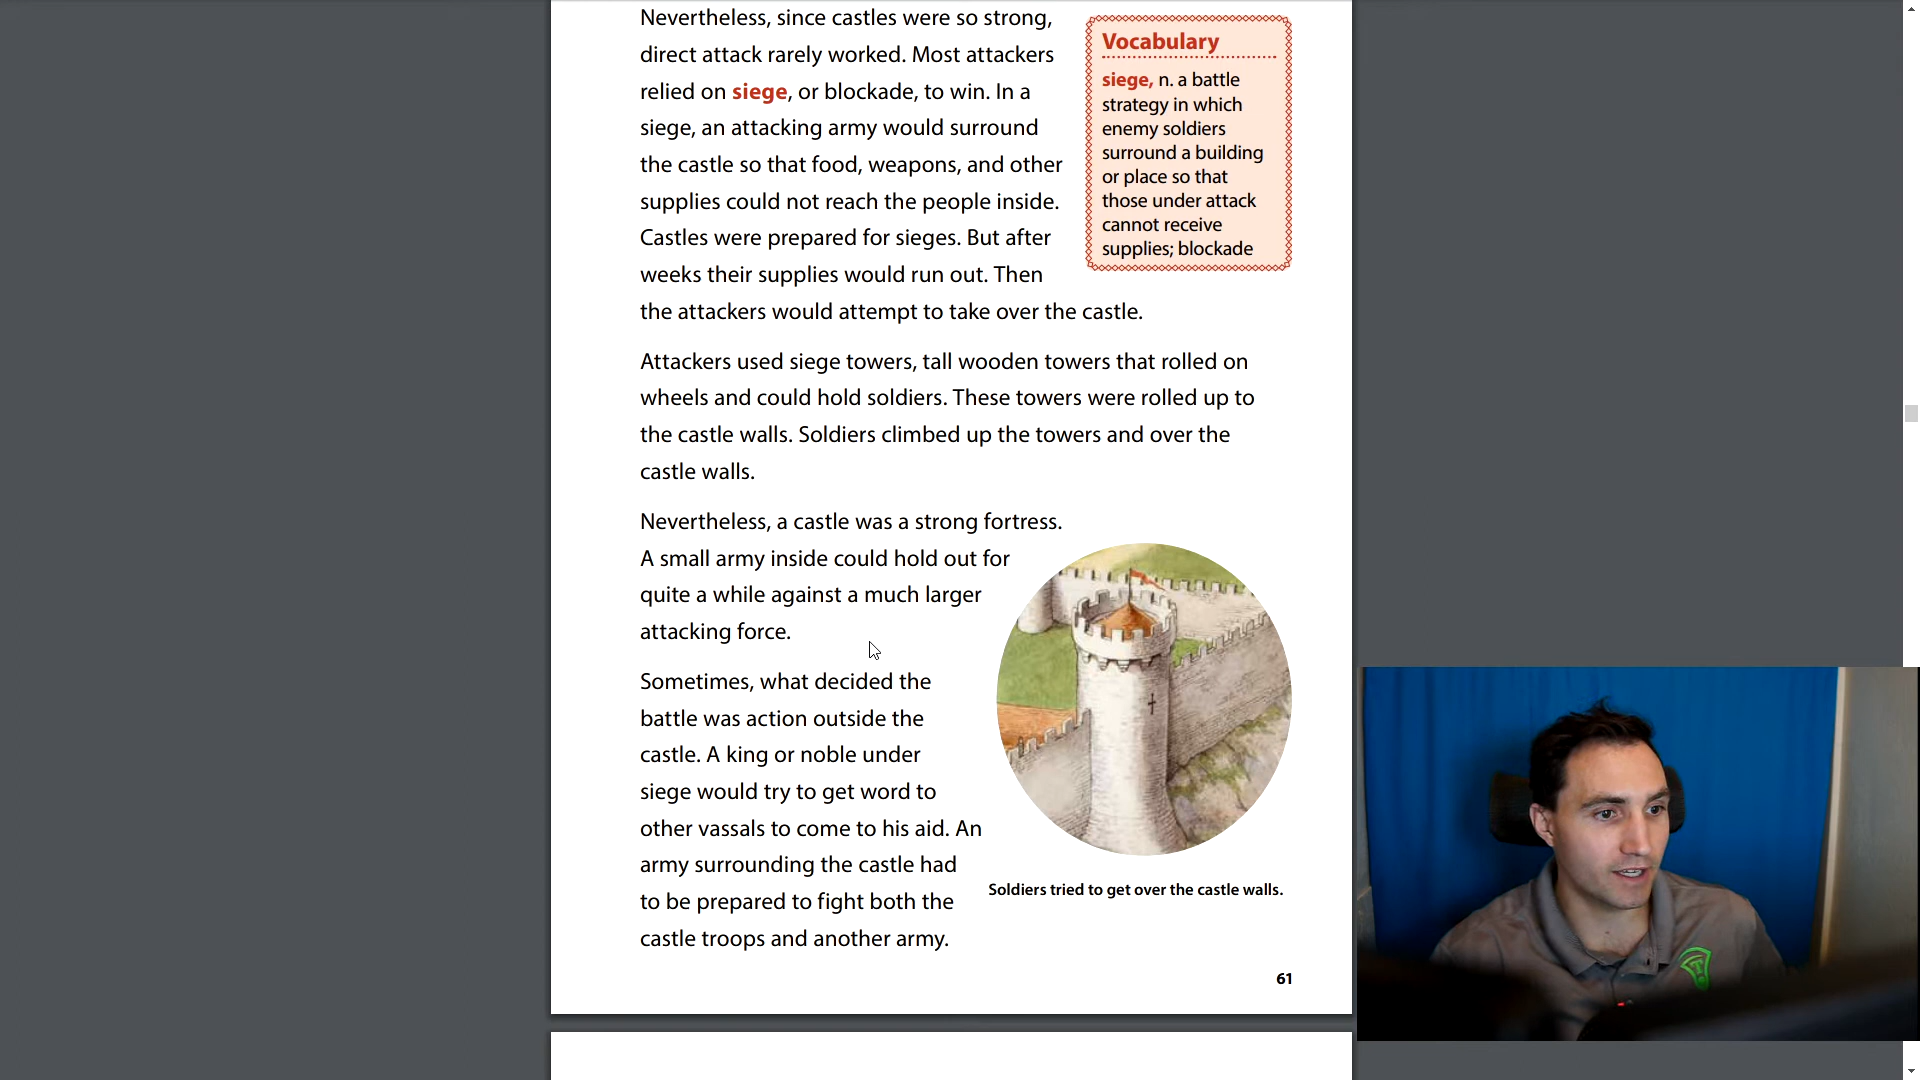 Nevertheless, since castles were so strong,
direct attack rarely worked. Most attackers
relied on siege, or blockade, to win. In a
siege, an attacking army would surround
the castle so that food, weapons, and other
supplies could not reach the people inside.
Castles were prepared for sieges. But after
weeks their supplies would run out. Then
the attackers would attempt to take over the castle.
Vocabulary
siege, n. a battle
strategy in which
enemy soldiers
surround a building
or place so that
those under attack
cannot receive
supplies; blockade
Attackers used siege towers, tall wooden towers that rolled on
wheels and could hold soldiers. These towers were rolled up to
the castle walls. Soldiers climbed up the towers and over the
castle walls.
Nevertheless, a castle was a strong fortress.
A small army inside could hold out for
quite a while against a much larger
attacking force.
Sometimes, what decided the
battle was action outside the
castle. A king or noble under
siege would try to get word to
other vassals to come to his aid. An
army surrounding the castle had
to be prepared to fight both the
castle troops and another army.
Soldiers tried to get over the castle walls.
61
T